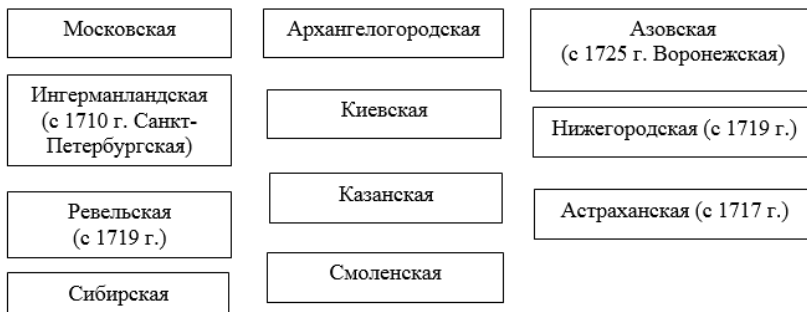 Московская
Ингерманландская
(с 1710 г. Санкт-
Петербургская)
Ревельская
(с 1719 г.)
Сибирская
Архангелогородская
Киевская
Казанская
Смоленская
Азовская
(с 1725 г. Воронежская)
Нижегородская (с 1719 г.)
Астраханская (с 1717 г.)